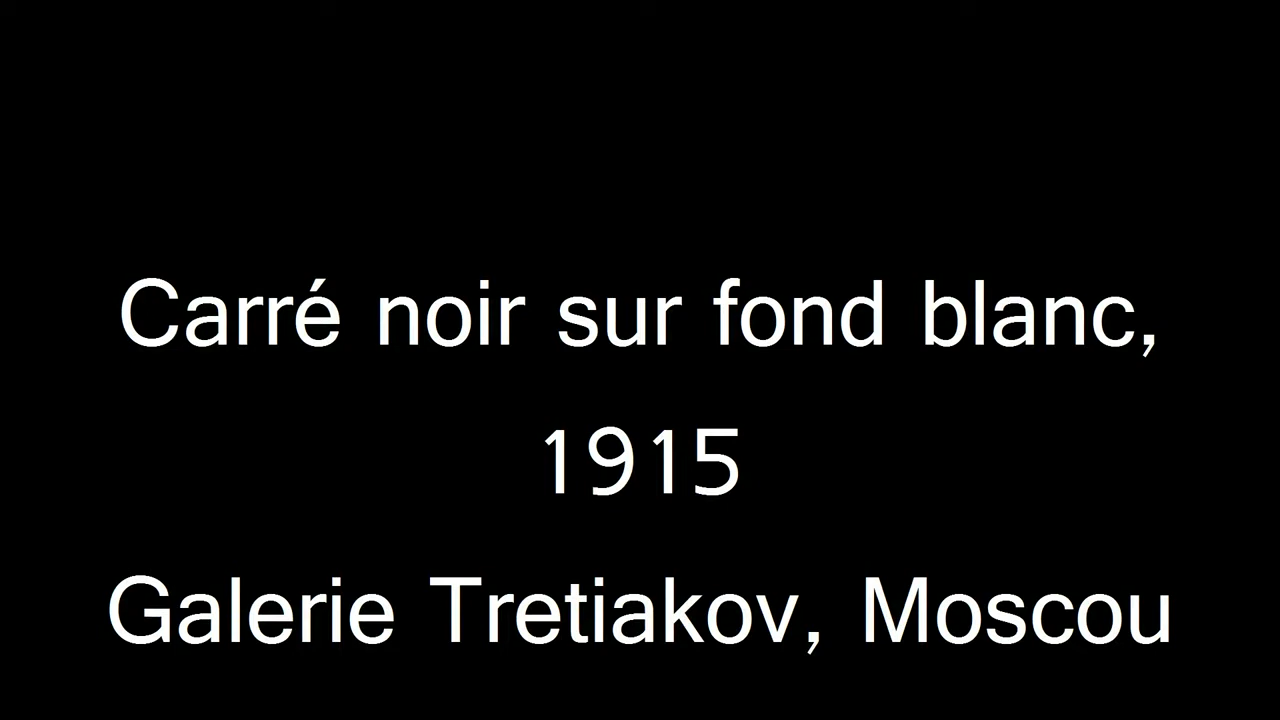 Carré noir sur fond blanc,
1915
Galerie Tretiakov, Moscou